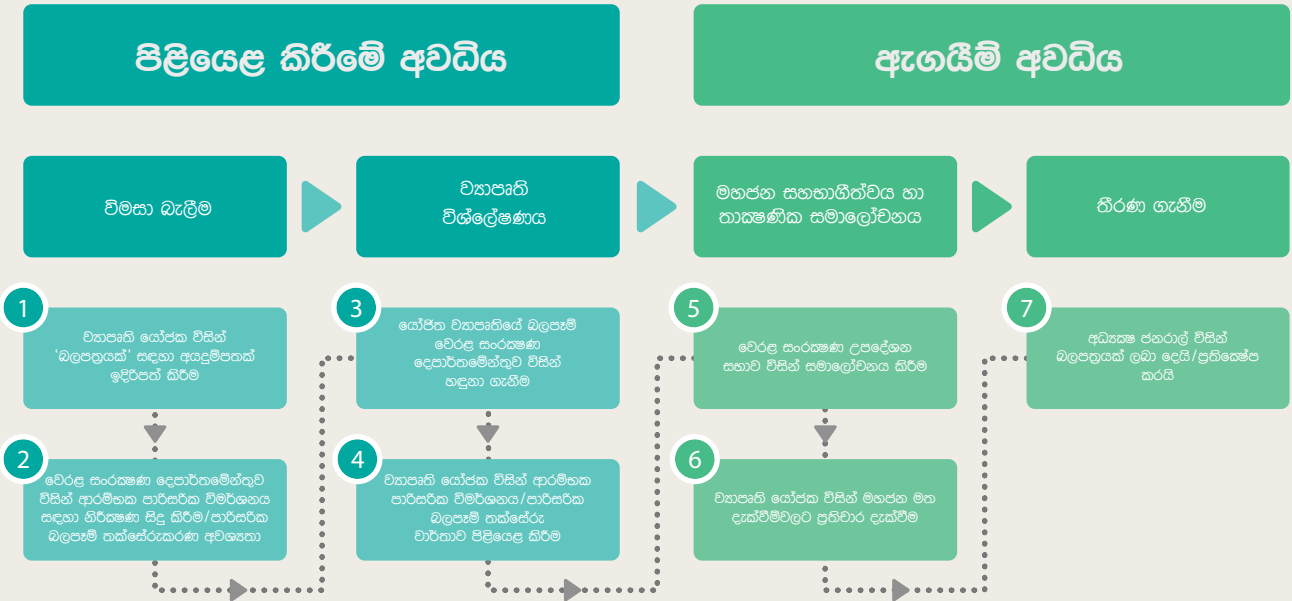 පිළියෙළ කිරීමේ අවධිය
ඇගයීම් අවධිය
විමසා බැලීම
ව්‍යාපෘති
විශ්ලේෂණය
මහජන සහභාගීත්වය හා
තාක්‍ෂණික සමාලෝචනය
තීරණ ගැනීම
1
ව්‍යාපෘති යෝජක විසින්
‘බලපත්‍රයක්’ සඳහා අයදුම්පතක්
ඉදිරිපත් කිරීම
2
වෙරළ සංරක්‍ෂණ දෙපාර්තමේන්තුව
විසින් ආරම්භක පාරිසරික විමර්ශනය
සඳහා නිරීක්‍ෂණ සිදු කිරීම/පාරිසරික
බලපෑම් තක්සේරුකරණ අවශ්‍යතා
3
යෝජිත ව්‍යාපෘතියේ බලපෑම්
වෙරළ සංරක්‍ෂණ
දෙපාර්තමේන්තුව විසින්
හඳුනා ගැනීම
4
ව්‍යාපෘති යෝජක විසින් ආරම්භක
පාරිසරික විමර්ශනය/පාරිසරික
බලපෑම් තක්සේරු
වාර්තාව පිළියෙළ කිරීම
5
වෙරළ සංරක්‍ෂණ උපදේශන
සභාව විසින් සමාලෝචනය කිරීම
6
ව්‍යාපෘති යෝජක විසින් මහජන මත
දැක්වීම්වලට ප්‍රතිචාර දැක්වීම
7
අධ්‍යක්‍ෂ ජනරාල් විසින්
බලපත්‍රයක් ලබා දෙයි/ප්‍රතික්‍ෂේප
කරයි